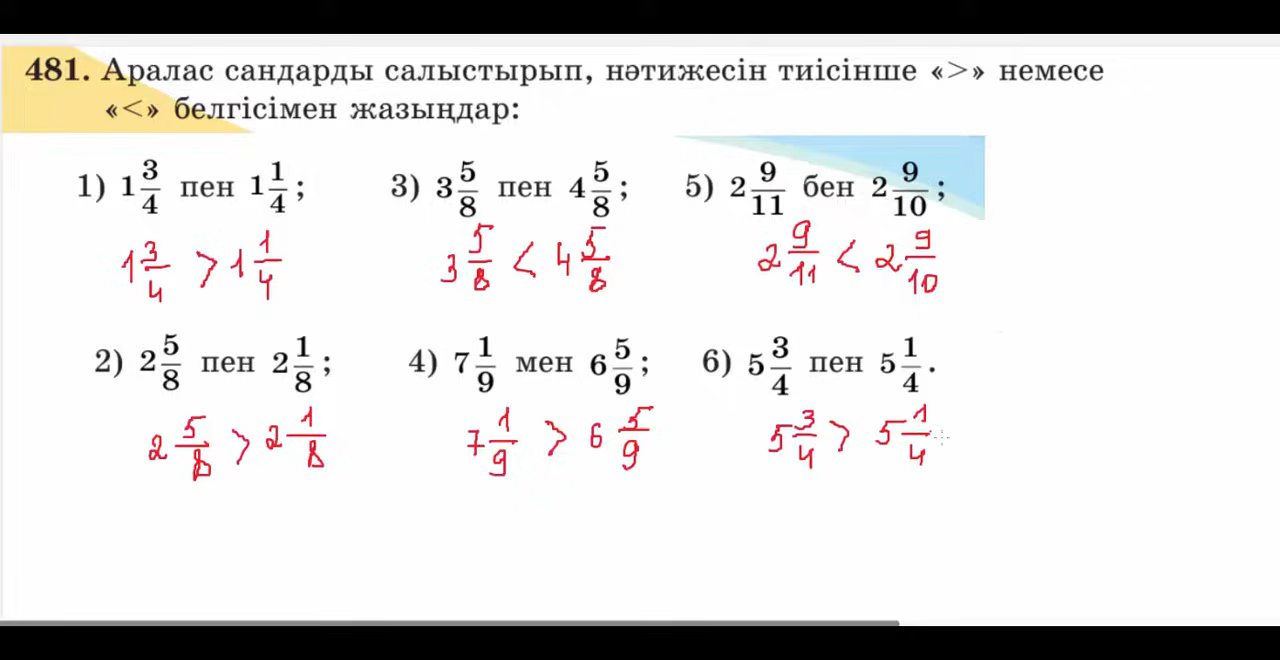 481. Аралас сандарды салыстырып, нәтижесін тиісінше «>» немесе
«<» белгісімен жазыңдар:
1) 1 3/4 пен 1 1/4; 3) 3 5/8 пен 4 5/8; 5) 2 9/11 бен 2 9/10;
1 3/4 > 1 1/4 3 5/8 < 4 5/8 2 9/11 < 2 9/10
2) 2 5/8 пен 2 1/8; 4) 7 1/9 мен 6 5/9; 6) 5 3/4 пен 5 1/4.
2 5/8 > 2 1/8 7 1/9 > 6 5/9 5 3/4 > 5 1/4